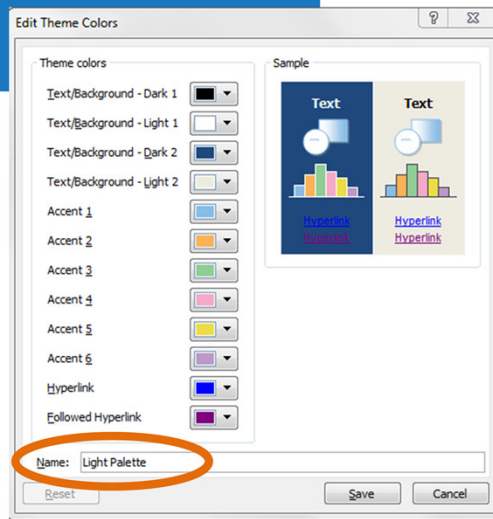 Edit Theme Colors
Theme colors
Text/Background - Dark 1
Text/Background - Light 1
Text/Background - Dark 2
Text/Background - Light 2
Accent 1
Accent 2
Accent 3
Accent 4
Accent 5
Accent 6
Hyperlink
Followed Hyperlink
Sample
Text Text
Hyperlink Hyperlink
Hyperlink Hyperlink
Name: Light Palette
Reset Save Cancel